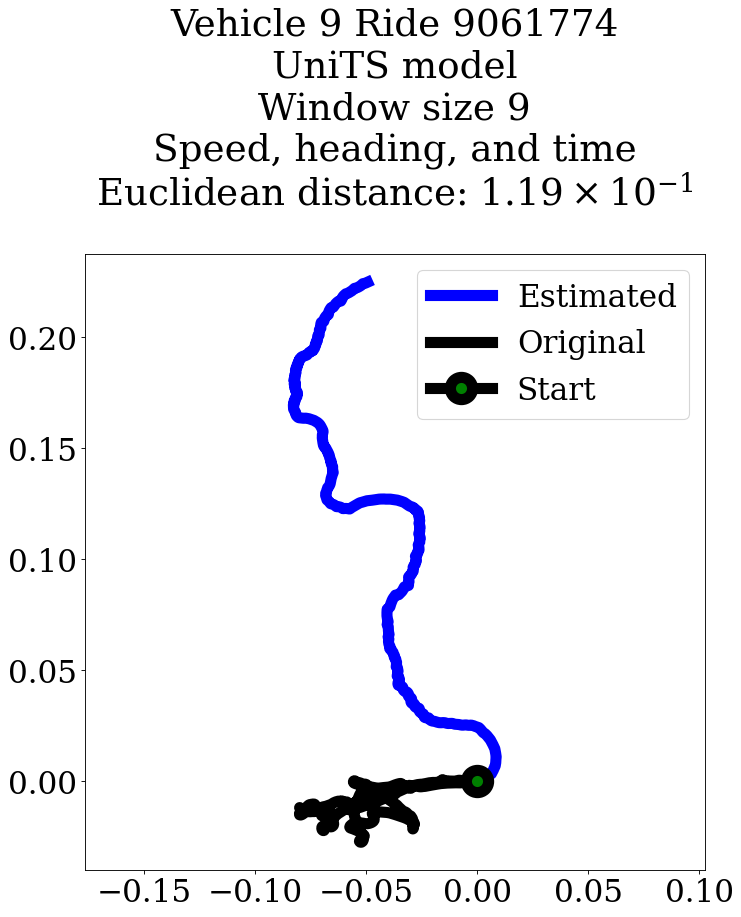 Vehicle 9 Ride 9061774
UniTS model
Window size 9
Speed, heading, and time
Euclidean distance: 1.19 × 10⁻¹
Estimated
Original
Start
0.20
0.15
0.10
0.05
0.00
−0.15 −0.10 −0.05 0.00 0.05 0.10